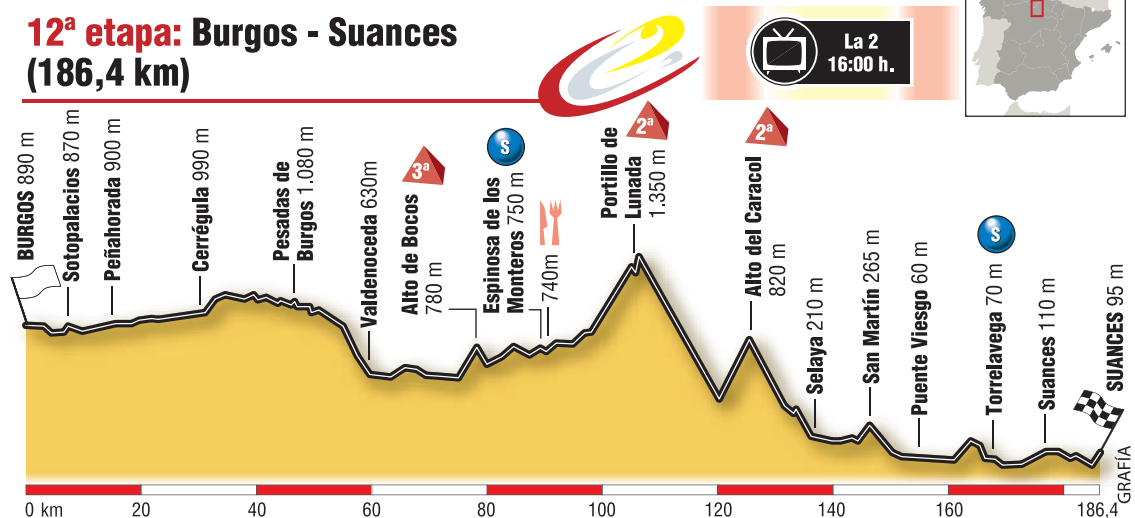 12ª etapa: Burgos - Suances
(186,4 km)
La 2
16:00 h.
BURGOS 890 m
Sotopalacios 870 m
Peñahorada 900 m
Cerrégula 990 m
Pesadas de
Burgos 1.080 m
Valdenoceda 630m
3ª
Alto de Bocos
780 m
S
Espinosa de los
Monteros 750 m
740m
2ª
Portillo de
Lunada
1.350 m
2ª
Alto del Caracol
820 m
Selaya 210 m
San Martín 265 m
Puente Viesgo 60 m
S
Torrelavega 70 m
Suances 110 m
SUANCES 95 m
GRAFÍA
0 km 20 40 60 80 100 120 140 160 186,4